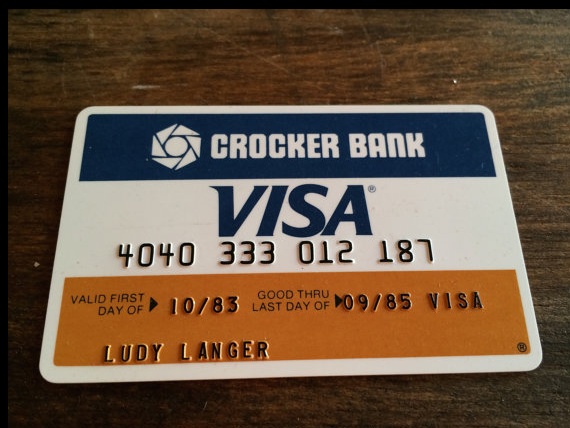 CROCKER BANK
VISA®
4040 333 012 187
VALID FIRST DAY OF ▶ 10/83 GOOD THRU LAST DAY OF ▶ 09/85 VISA
LUDY LANGER
®